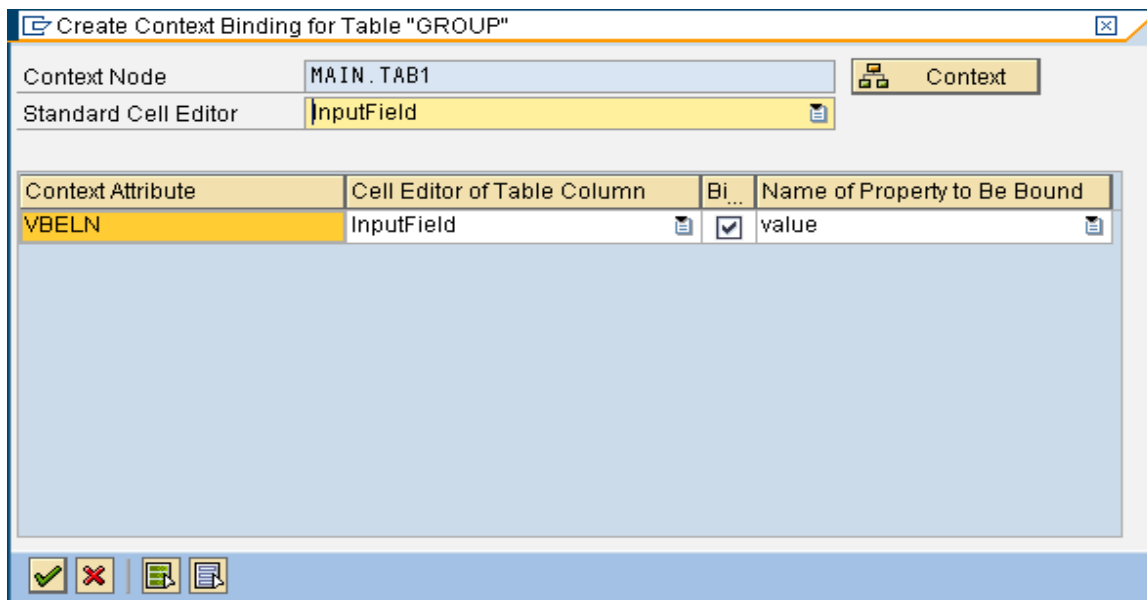 Create Context Binding for Table "GROUP"
Context Node MAIN.TAB1 Context
Standard Cell Editor InputField
Context Attribute Cell Editor of Table Column Bi... Name of Property to Be Bound
VBELN InputField value